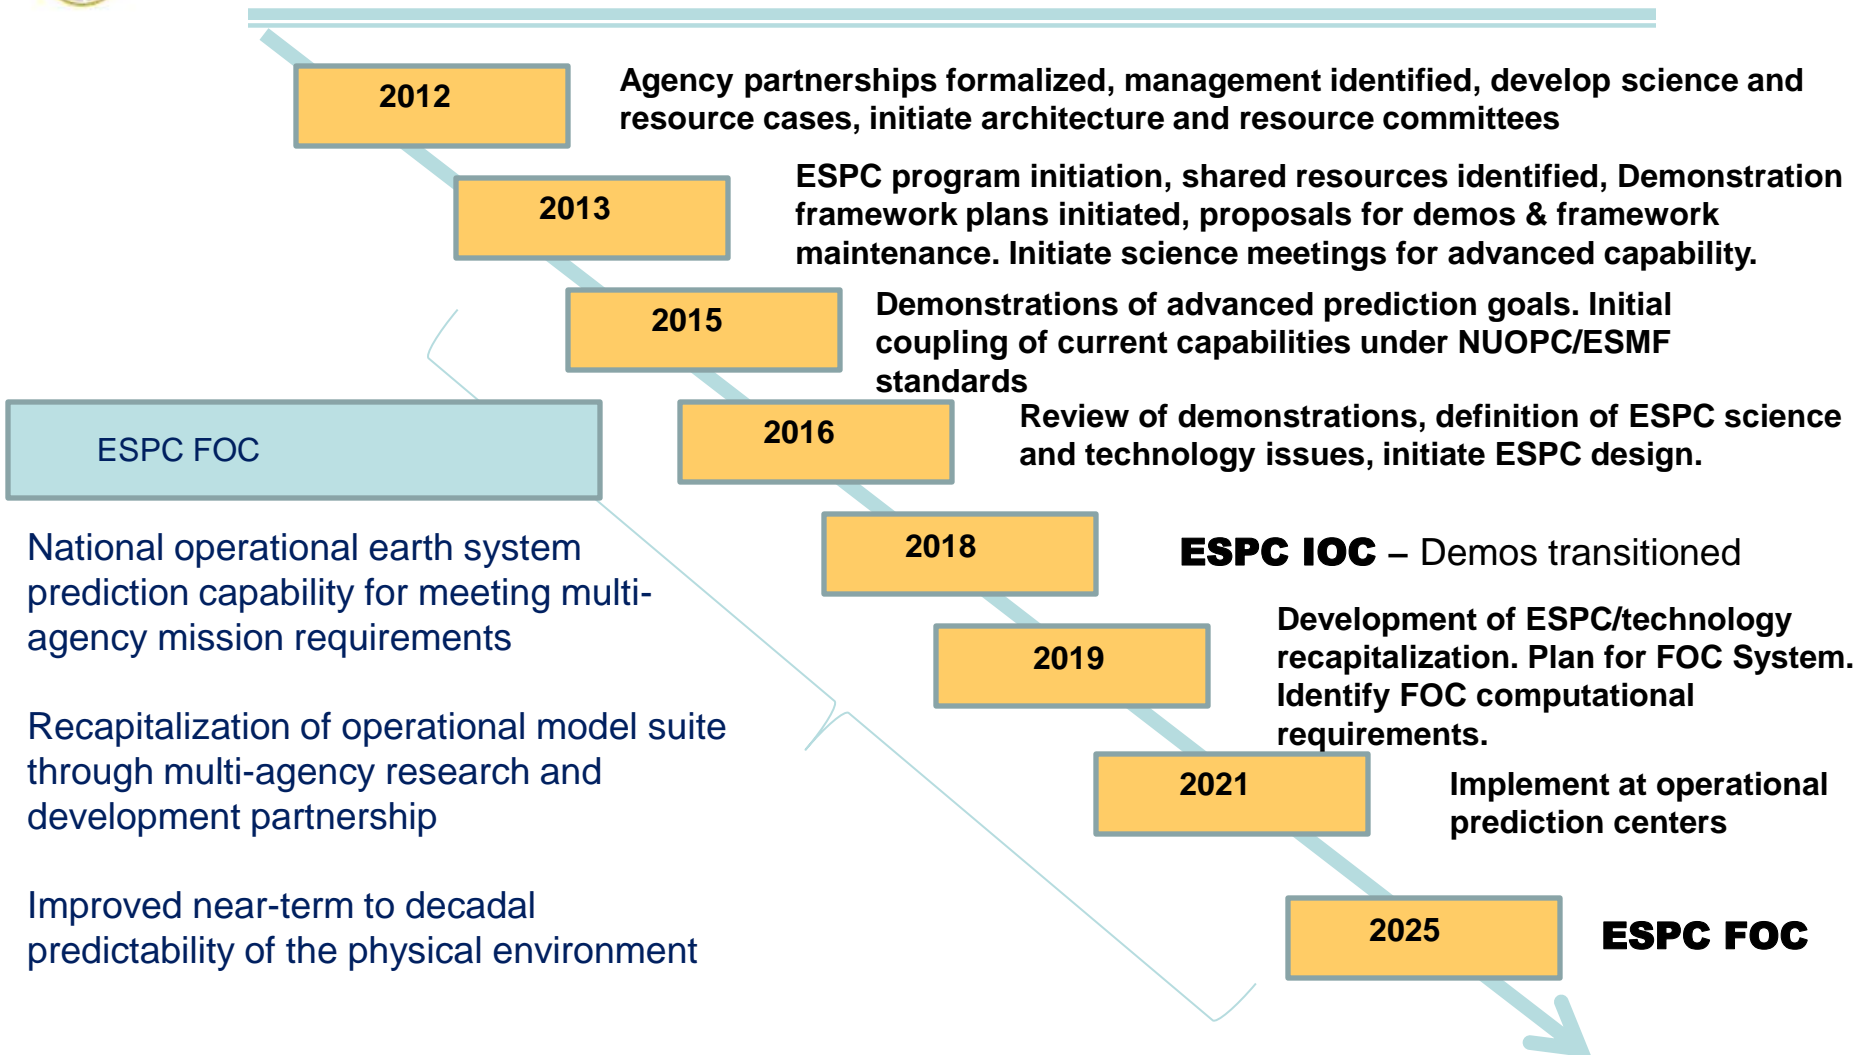 2012
Agency partnerships formalized, management identified, develop science and
resource cases, initiate architecture and resource committees
2013
ESPC program initiation, shared resources identified, Demonstration
framework plans initiated, proposals for demos & framework
maintenance. Initiate science meetings for advanced capability.
2015
Demonstrations of advanced prediction goals. Initial
coupling of current capabilities under NUOPC/ESMF
standards
2016
Review of demonstrations, definition of ESPC science
and technology issues, initiate ESPC design.
ESPC FOC
National operational earth system
prediction capability for meeting multi-
agency mission requirements
Recapitalization of operational model suite
through multi-agency research and
development partnership
Improved near-term to decadal
predictability of the physical environment
2018
ESPC IOC – Demos transitioned
2019
Development of ESPC/technology
recapitalization. Plan for FOC System.
Identify FOC computational
requirements.
2021
Implement at operational
prediction centers
2025
ESPC FOC